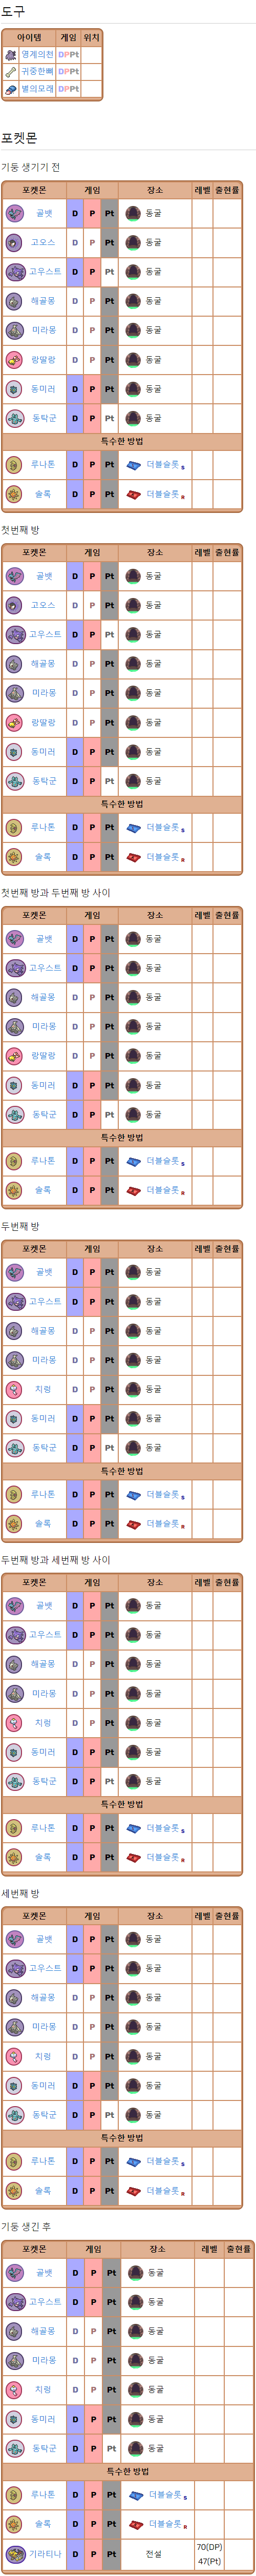 도구
아이템 게임 위치
영계의천 DPPt
귀중한뼈 DPPt
별의모래 DPPt
포켓몬
기둥 생기기 전
포켓몬 게임 장소 레벨 출현률
골뱃 D P Pt 동굴
고오스 D P Pt 동굴
고우스트 D P Pt 동굴
해골몽 D P Pt 동굴
미라몽 D P Pt 동굴
랑딸랑 D P Pt 동굴
동미러 D P Pt 동굴
동탁군 D P Pt 동굴
특수한 방법
루나톤 D P Pt 더블슬롯 S
솔록 D P Pt 더블슬롯 R
첫번째 방
포켓몬 게임 장소 레벨 출현률
골뱃 D P Pt 동굴
고오스 D P Pt 동굴
고우스트 D P Pt 동굴
해골몽 D P Pt 동굴
미라몽 D P Pt 동굴
랑딸랑 D P Pt 동굴
동미러 D P Pt 동굴
동탁군 D P Pt 동굴
특수한 방법
루나톤 D P Pt 더블슬롯 S
솔록 D P Pt 더블슬롯 R
첫번째 방과 두번째 방 사이
포켓몬 게임 장소 레벨 출현률
골뱃 D P Pt 동굴
고우스트 D P Pt 동굴
해골몽 D P Pt 동굴
미라몽 D P Pt 동굴
랑딸랑 D P Pt 동굴
동미러 D P Pt 동굴
동탁군 D P Pt 동굴
특수한 방법
루나톤 D P Pt 더블슬롯 S
솔록 D P Pt 더블슬롯 R
두번째 방
포켓몬 게임 장소 레벨 출현률
골뱃 D P Pt 동굴
고우스트 D P Pt 동굴
해골몽 D P Pt 동굴
미라몽 D P Pt 동굴
치렁 D P Pt 동굴
동미러 D P Pt 동굴
동탁군 D P Pt 동굴
특수한 방법
루나톤 D P Pt 더블슬롯 S
솔록 D P Pt 더블슬롯 R
두번째 방과 세번째 방 사이
포켓몬 게임 장소 레벨 출현률
골뱃 D P Pt 동굴
고우스트 D P Pt 동굴
해골몽 D P Pt 동굴
미라몽 D P Pt 동굴
치렁 D P Pt 동굴
동미러 D P Pt 동굴
동탁군 D P Pt 동굴
특수한 방법
루나톤 D P Pt 더블슬롯 S
솔록 D P Pt 더블슬롯 R
세번째 방
포켓몬 게임 장소 레벨 출현률
골뱃 D P Pt 동굴
고우스트 D P Pt 동굴
해골몽 D P Pt 동굴
미라몽 D P Pt 동굴
치렁 D P Pt 동굴
동미러 D P Pt 동굴
동탁군 D P Pt 동굴
특수한 방법
루나톤 D P Pt 더블슬롯 S
솔록 D P Pt 더블슬롯 R
기둥 생긴 후
포켓몬 게임 장소 레벨 출현률
골뱃 D P Pt 동굴
고우스트 D P Pt 동굴
해골몽 D P Pt 동굴
미라몽 D P Pt 동굴
치렁 D P Pt 동굴
동미러 D P Pt 동굴
동탁군 D P Pt 동굴
특수한 방법
루나톤 D P Pt 더블슬롯 S
솔록 D P Pt 더블슬롯 R
기라티나 D P Pt 전설 70(DP)
47(Pt)